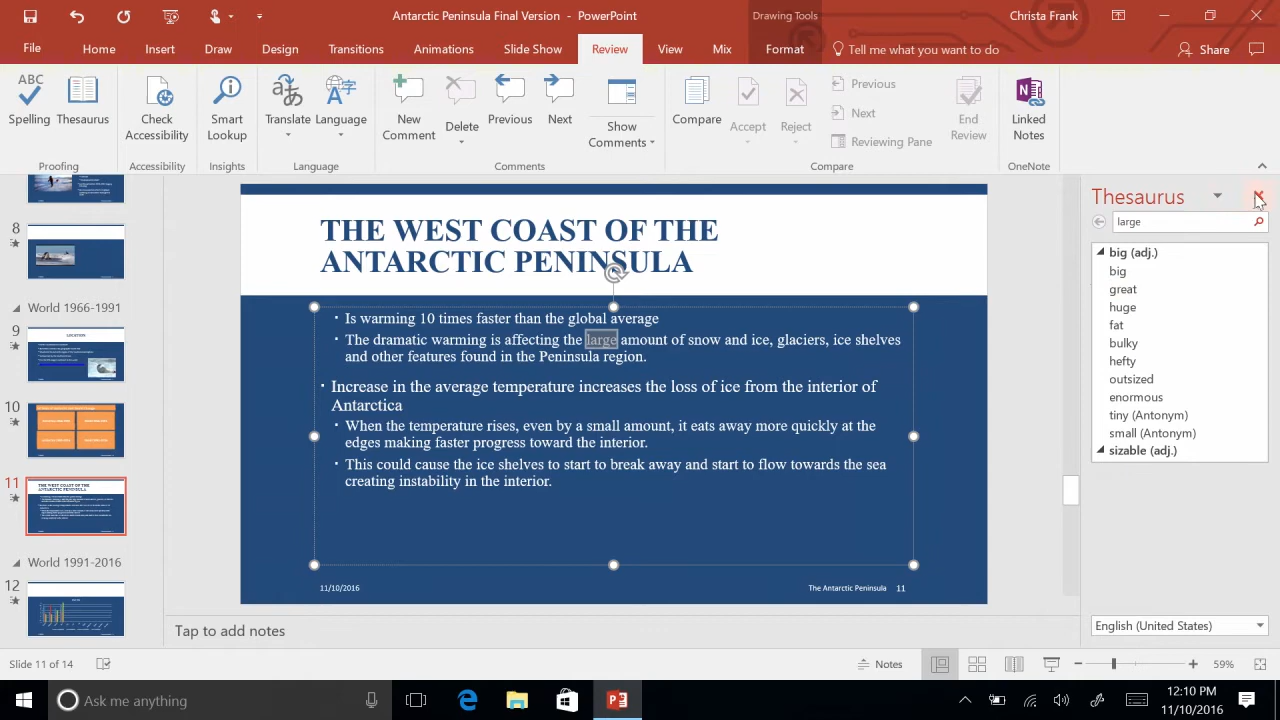 Antarctic Peninsula Final Version - PowerPoint
Drawing Tools
Christa Frank
File Home Insert Draw Design Transitions Animations Slide Show Review View Mix Format Tell me what you want to do Share
ABC
Spelling
Thesaurus
Check
Accessibility
Smart
Lookup
Translate
Language
New
Comment
Delete
Previous
Next
Show
Comments
Compare
Accept
Reject
Previous
Next
Reviewing Pane
End
Review
Linked
Notes
Proofing
Accessibility
Insights
Language
Comments
Compare
OneNote
8
World 1966-1991
9
10
11
World 1991-2016
12
THE WEST COAST OF THE
ANTARCTIC PENINSULA
Is warming 10 times faster than the global average
The dramatic warming is affecting the large amount of snow and ice, glaciers, ice shelves
and other features found in the Peninsula region.
Increase in the average temperature increases the loss of ice from the interior of
Antarctica
When the temperature rises, even by a small amount, it eats away more quickly at the
edges making faster progress toward the interior.
This could cause the ice shelves to start to break away and start to flow towards the sea
creating instability in the interior.
11/10/2016
The Antarctic Peninsula 11
Tap to add notes
Thesaurus
large
big (adj.)
big
great
huge
fat
bulky
hefty
outsized
enormous
tiny (Antonym)
small (Antonym)
sizable (adj.)
English (United States)
Slide 11 of 14
Notes
59%
Ask me anything
12:10 PM
11/10/2016